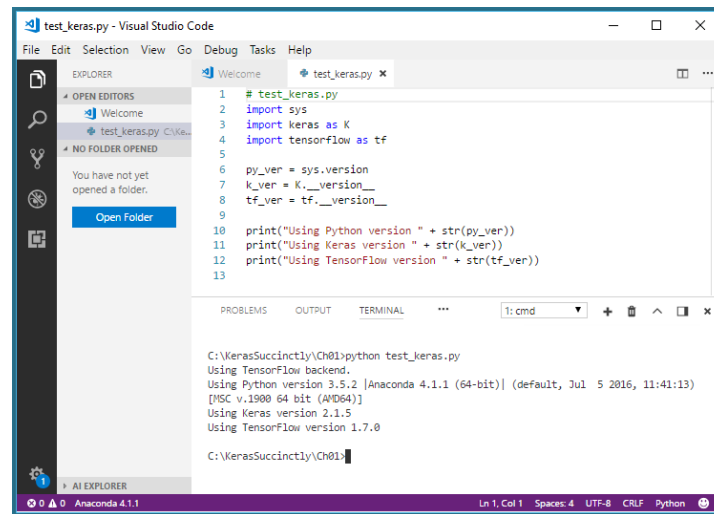 test_keras.py - Visual Studio Code
File Edit Selection View Go Debug Tasks Help
EXPLORER
OPEN EDITORS
Welcome
test_keras.py C:\Ke...
NO FOLDER OPENED
You have not yet
opened a folder.
Open Folder
AI EXPLORER
Welcome test_keras.py
1 # test_keras.py
2 import sys
3 import keras as K
4 import tensorflow as tf
5
6 py_ver = sys.version
7 k_ver = K.__version__
8 tf_ver = tf.__version__
9
10 print("Using Python version " + str(py_ver))
11 print("Using Keras version " + str(k_ver))
12 print("Using TensorFlow version " + str(tf_ver))
13
PROBLEMS OUTPUT TERMINAL ... 1: cmd
C:\KerasSuccinctly\Ch01>python test_keras.py
Using TensorFlow backend.
Using Python version 3.5.2 |Anaconda 4.1.1 (64-bit)| (default, Jul  5 2016, 11:41:13)
[MSC v.1900 64 bit (AMD64)]
Using Keras version 2.1.5
Using TensorFlow version 1.7.0
C:\KerasSuccinctly\Ch01>
1
0 0 Anaconda 4.1.1 Ln 1, Col 1 Spaces: 4 UTF-8 CRLF Python